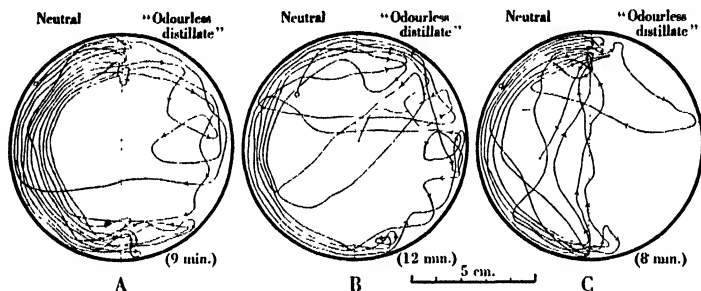 Neutral "Odourless distillate"
Neutral "Odourless distillate"
Neutral "Odourless distillate"
(9 min.) (12 min.) (8 min.)
5 cm.
A B C